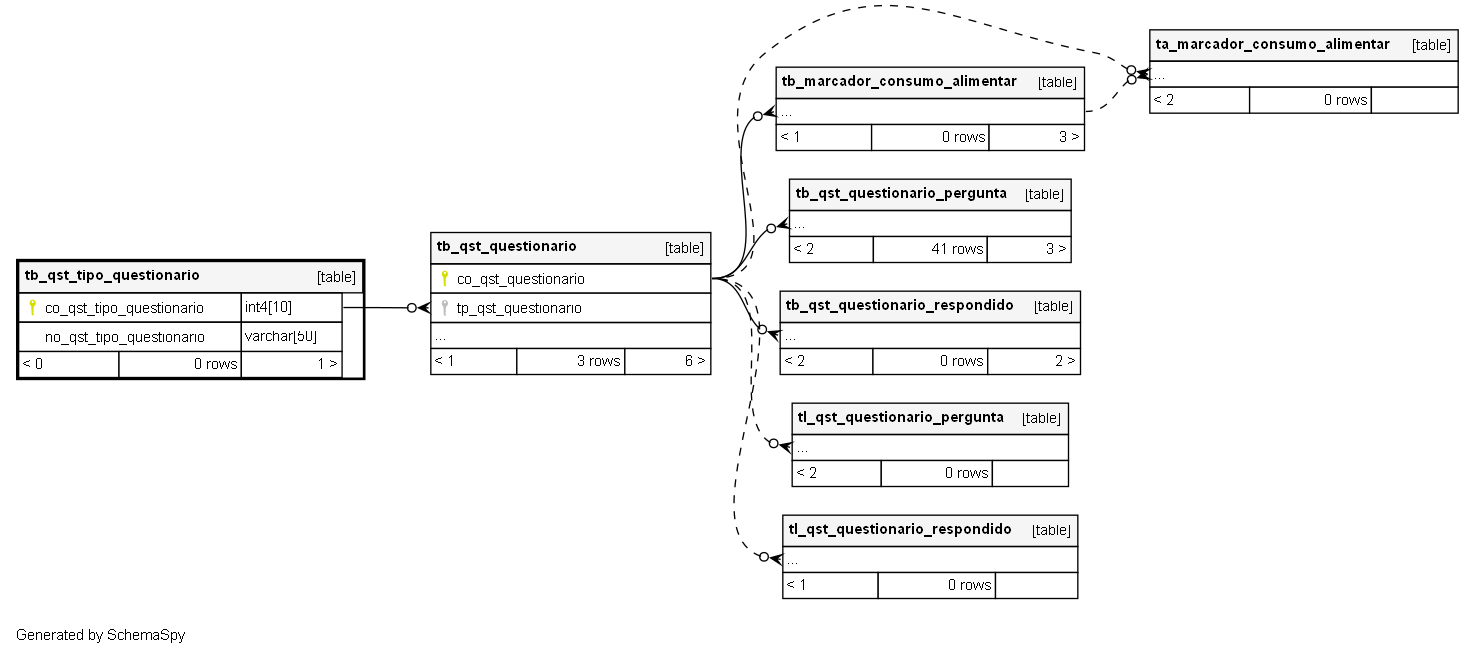 ta_marcador_consumo_alimentar [table]
...
< 2 0 rows
tb_marcador_consumo_alimentar [table]
...
< 1 0 rows 3 >
tb_qst_questionario_pergunta [table]
...
< 2 41 rows 3 >
tb_qst_questionario [table]
co_qst_questionario
tp_qst_questionario
...
< 1 3 rows 6 >
tb_qst_tipo_questionario [table]
co_qst_tipo_questionario int4[10]
no_qst_tipo_questionario varchar[60]
< 0 0 rows 1 >
tb_qst_questionario_respondido [table]
...
< 2 0 rows 2 >
tl_qst_questionario_pergunta [table]
...
< 2 0 rows
tl_qst_questionario_respondido [table]
...
< 1 0 rows
Generated by SchemaSpy